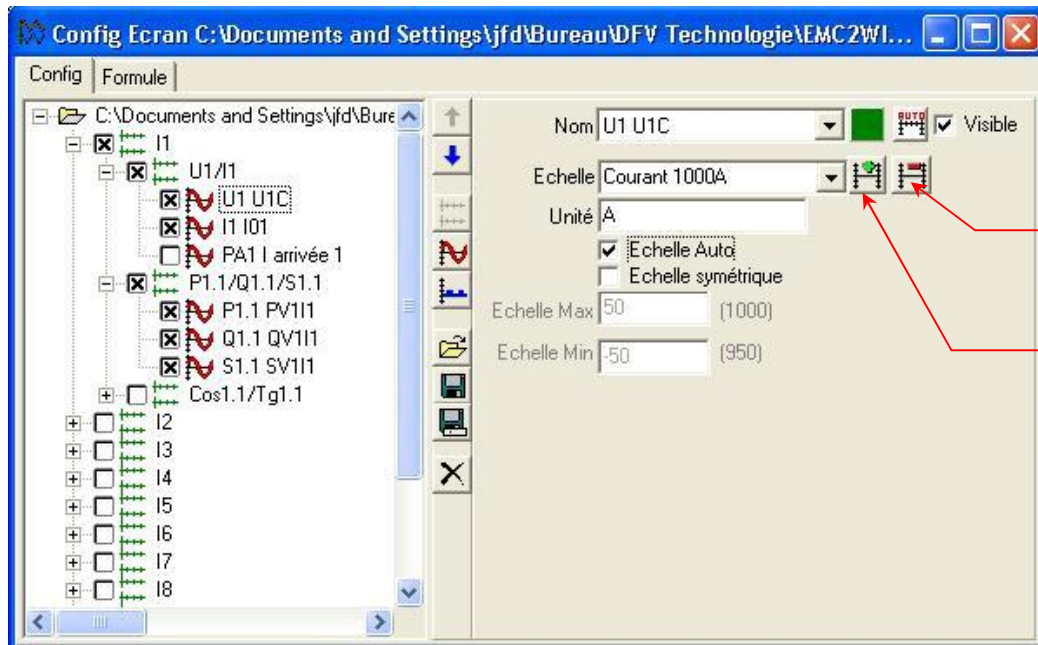 Config Ecran C:\Documents and Settings\jfd\Bureau\DFV Technologie\EMC2WI...
Config
Formule
C:\Documents and Settings\jfd\Bure
I1
U1/I1
U1 U1C
I1 I01
PA1 I arrivée 1
P1.1/Q1.1/S1.1
P1.1 PV1I1
Q1.1 QV1I1
S1.1 SV1I1
Cos1.1/Tg1.1
I2
I3
I4
I5
I6
I7
I8
Nom U1 U1C AUTO Visible
Echelle Courant 1000A
Unité A
Echelle Auto
Echelle symétrique
Echelle Max 50 (1000)
Echelle Min -50 (950)